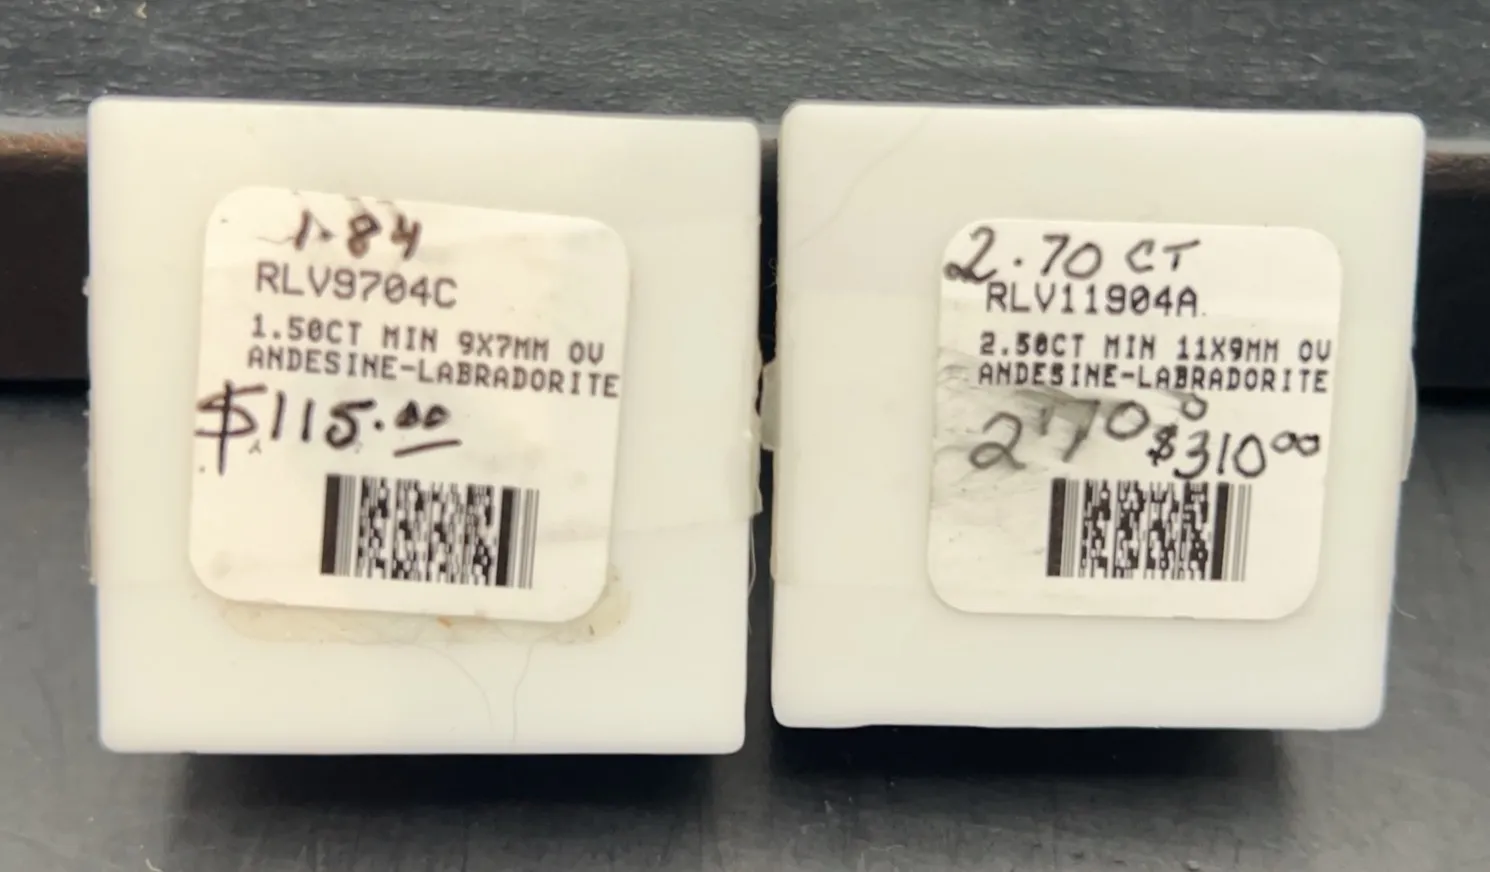 1.84
RLV9704C
1.50CT MIN 9X7MM OV
ANDESINE-LABRADORITE
$115.00
2.70 CT
RLV11904A
2.50CT MIN 11X9MM OV
ANDESINE-LABRADORITE
$310.00